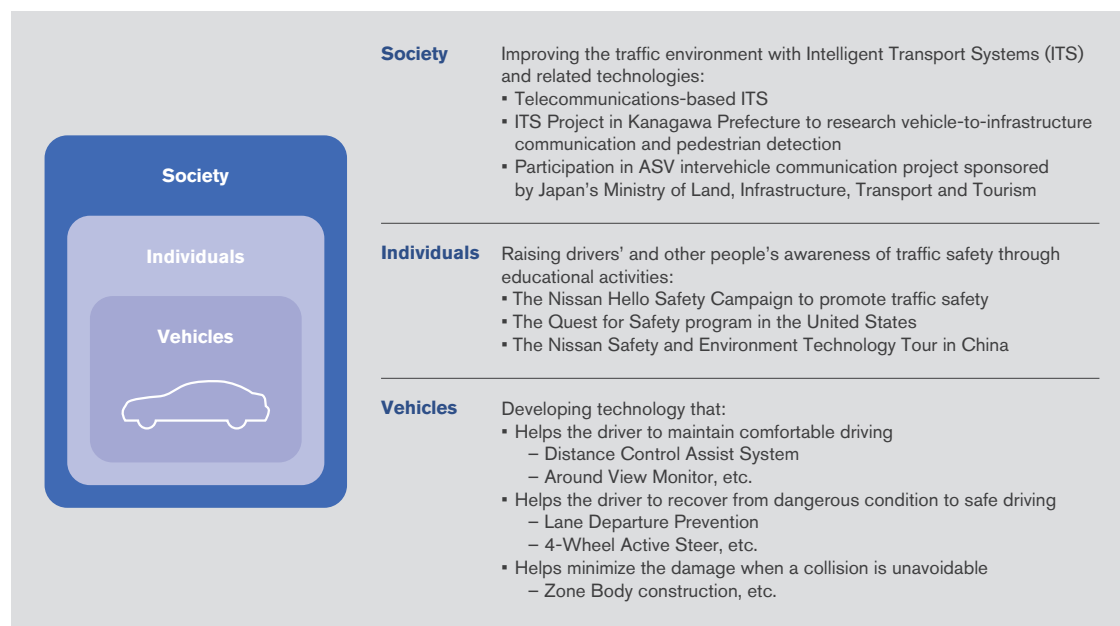 Society
Individuals
Vehicles
Society
Improving the traffic environment with Intelligent Transport Systems (ITS)
and related technologies:
▪ Telecommunications-based ITS
▪ ITS Project in Kanagawa Prefecture to research vehicle-to-infrastructure
communication and pedestrian detection
▪ Participation in ASV intervehicle communication project sponsored
by Japan’s Ministry of Land, Infrastructure, Transport and Tourism
Individuals
Raising drivers’ and other people’s awareness of traffic safety through
educational activities:
▪ The Nissan Hello Safety Campaign to promote traffic safety
▪ The Quest for Safety program in the United States
▪ The Nissan Safety and Environment Technology Tour in China
Vehicles
Developing technology that:
▪ Helps the driver to maintain comfortable driving
– Distance Control Assist System
– Around View Monitor, etc.
▪ Helps the driver to recover from dangerous condition to safe driving
– Lane Departure Prevention
– 4-Wheel Active Steer, etc.
▪ Helps minimize the damage when a collision is unavoidable
– Zone Body construction, etc.